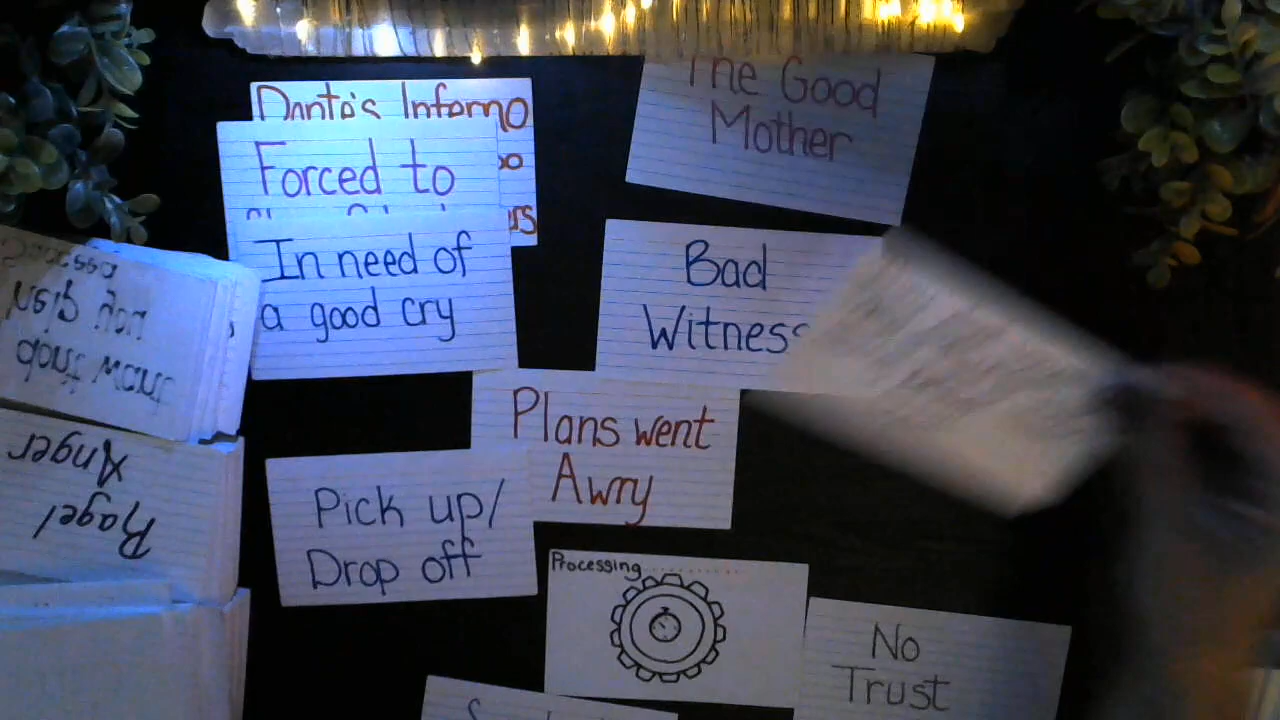 Dante's Inferno
Forced to
In need of
a good cry
The Good
Mother
Bad
Witness
Plans went
Awry
Pick up/
Drop off
Processing
No
Trust
Rage/
Anger